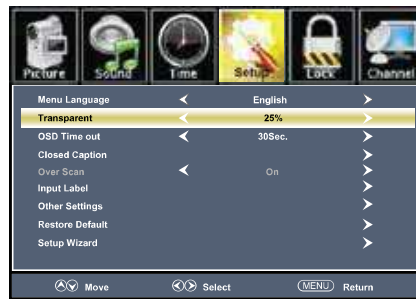 Picture Sound Time Setup Lock Channel
Menu Language English
Transparent 25%
OSD Time out 30Sec.
Closed Caption
Over Scan On
Input Label
Other Settings
Restore Default
Setup Wizard
Move Select MENU Return